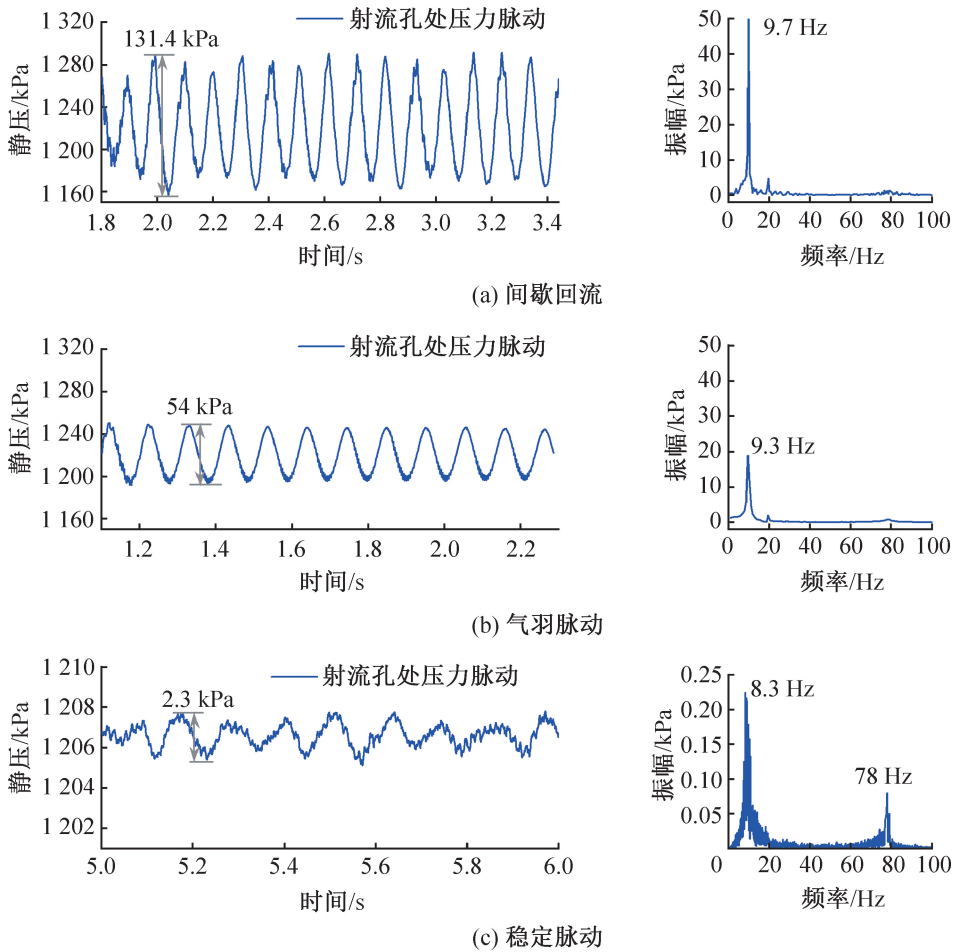 射流孔处压力脉动
131.4 kPa
静压/kPa
1 320
1 280
1 240
1 200
1 160
1.8 2.0 2.2 2.4 2.6 2.8 3.0 3.2 3.4
时间/s
9.7 Hz
振幅/kPa
50
40
30
20
10
0
0 20 40 60 80 100
频率/Hz
(a) 间歇回流
射流孔处压力脉动
54 kPa
静压/kPa
1 320
1 280
1 240
1 200
1 160
1.2 1.4 1.6 1.8 2.0 2.2
时间/s
9.3 Hz
振幅/kPa
50
40
30
20
10
0
0 20 40 60 80 100
频率/Hz
(b) 气羽脉动
射流孔处压力脉动
2.3 kPa
静压/kPa
1 210
1 208
1 206
1 204
1 202
5.0 5.2 5.4 5.6 5.8 6.0
时间/s
8.3 Hz
78 Hz
振幅/kPa
0.25
0.20
0.15
0.10
0.05
0 20 40 60 80 100
频率/Hz
(c) 稳定脉动